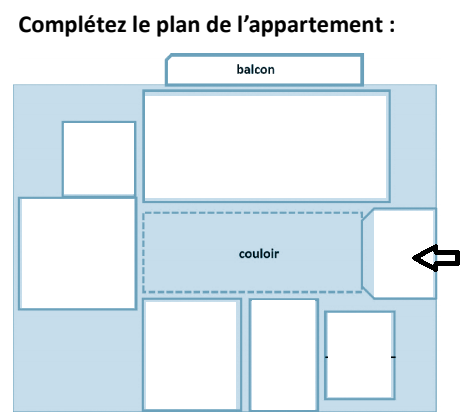 Complétez le plan de l’appartement :
balcon
couloir